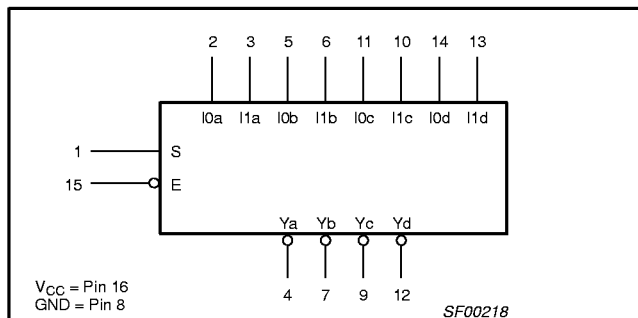 2 3 5 6 11 10 14 13
I0a I1a I0b I1b I0c I1c I0d I1d
1 S
15 E
Ya Yb Yc Yd
4 7 9 12
VCC = Pin 16
GND = Pin 8
SF00218